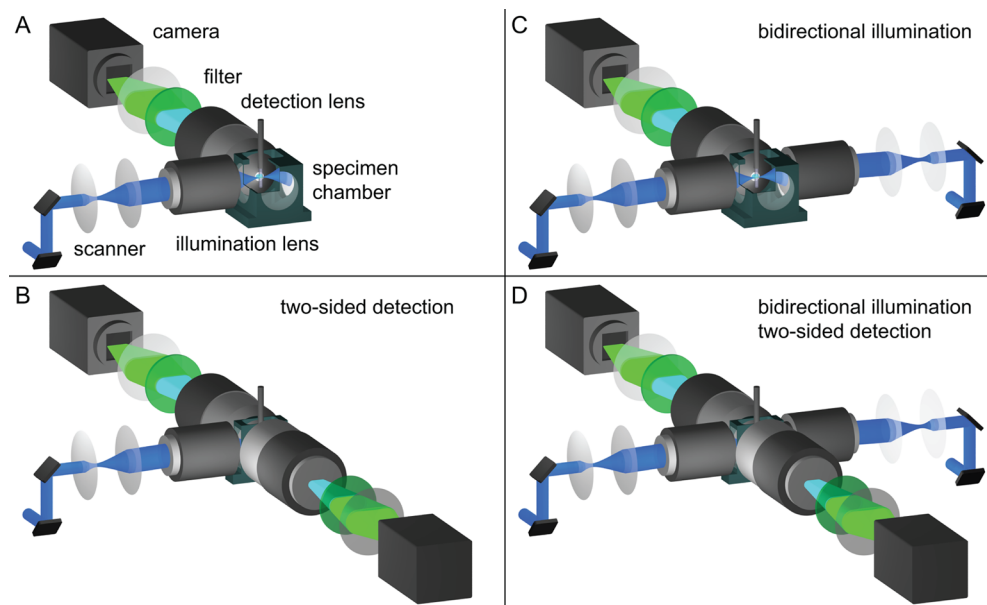 A
camera
filter
detection lens
specimen
chamber
scanner
illumination lens
C
bidirectional illumination
B
two-sided detection
D
bidirectional illumination
two-sided detection